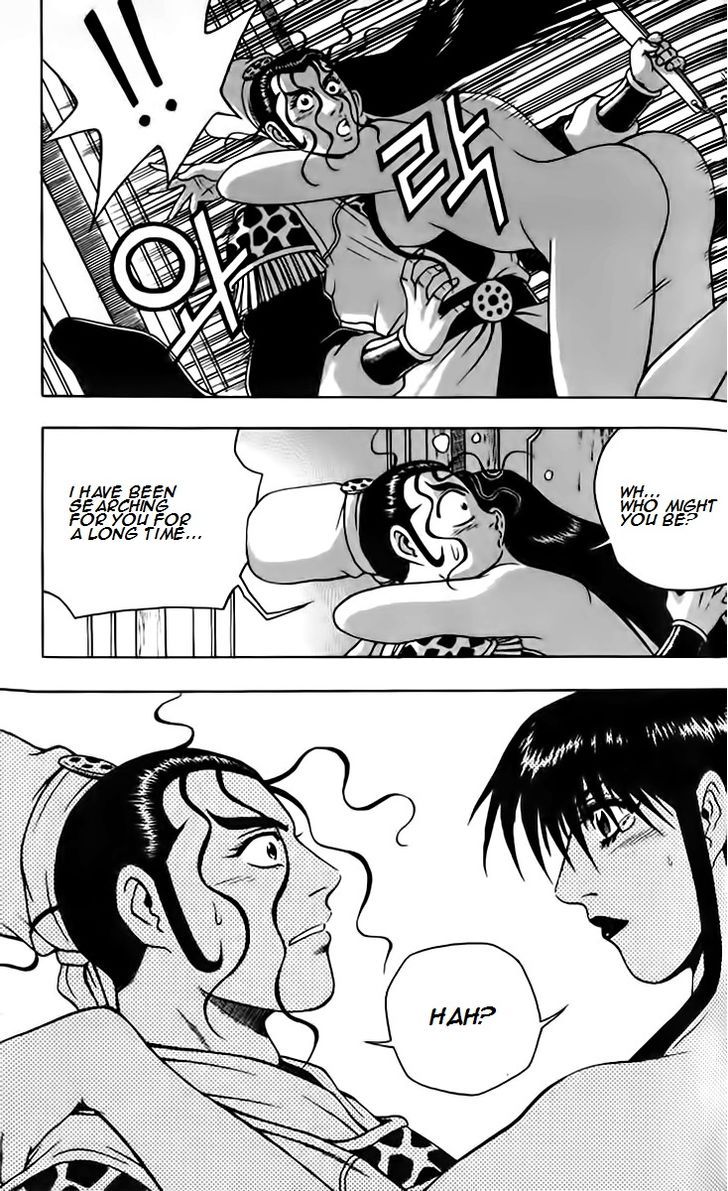 !!
와
락
I HAVE BEEN
SEARCHING
FOR YOU FOR
A LONG TIME...
WH...
WHO MIGHT
YOU BE?
HAH?